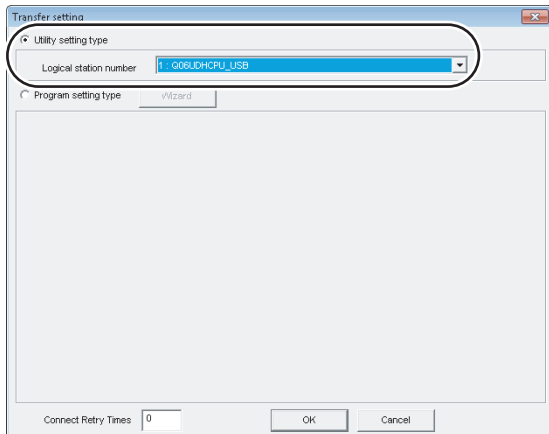 Transfer setting
Utility setting type
Logical station number 1 : Q06UDHCPU_USB
Program setting type Wizard
Connect Retry Times 0 OK Cancel